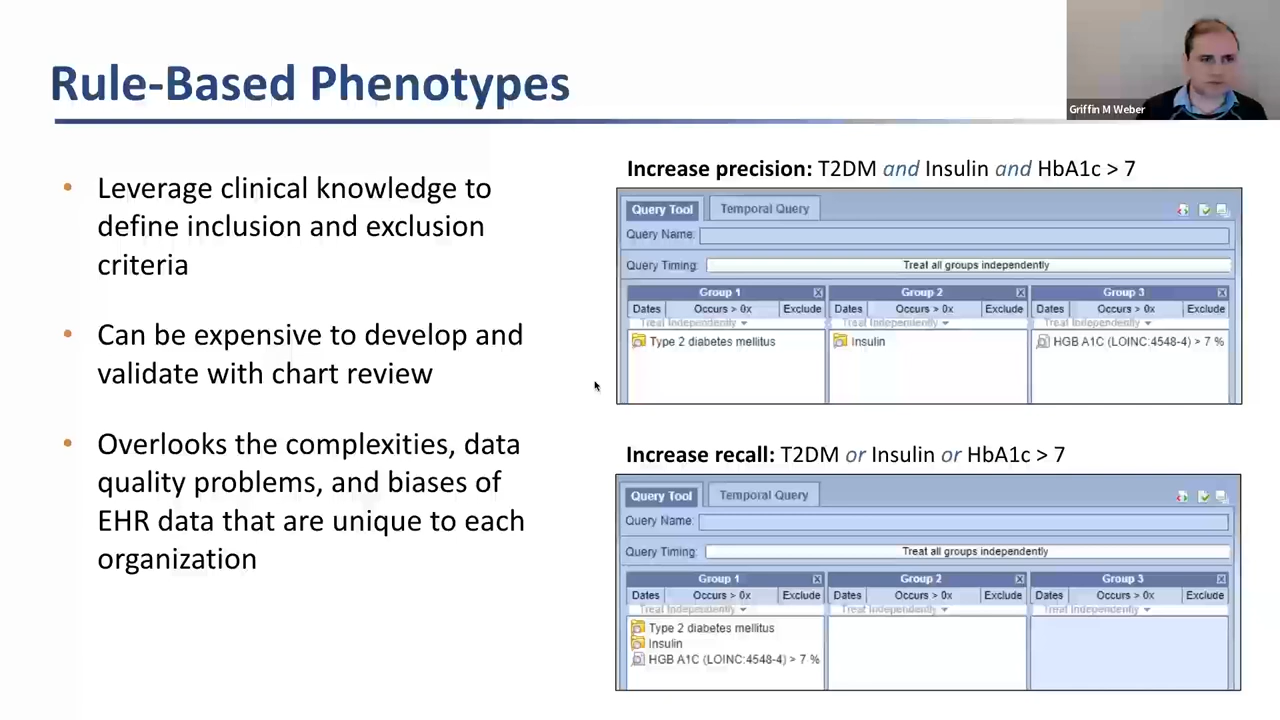 Rule-Based Phenotypes
Griffin M Weber
Leverage clinical knowledge to
define inclusion and exclusion
criteria
Can be expensive to develop and
validate with chart review
Overlooks the complexities, data
quality problems, and biases of
EHR data that are unique to each
organization
Increase precision: T2DM and Insulin and HbA1c > 7
Query Tool Temporal Query
Query Name:
Query Timing: Treat all groups independently
Group 1 X Group 2 X Group 3 X
Dates Occurs > 0x Exclude Dates Occurs > 0x Exclude Dates Occurs > 0x Exclude
Treat Independently Treat Independently Treat Independently
Type 2 diabetes mellitus Insulin HGB A1C (LOINC:4548-4) > 7 %
Increase recall: T2DM or Insulin or HbA1c > 7
Query Tool Temporal Query
Query Name:
Query Timing: Treat all groups independently
Group 1 X Group 2 X Group 3 X
Dates Occurs > 0x Exclude Dates Occurs > 0x Exclude Dates Occurs > 0x Exclude
Treat Independently Treat Independently Treat Independently
Type 2 diabetes mellitus
Insulin
HGB A1C (LOINC:4548-4) > 7 %